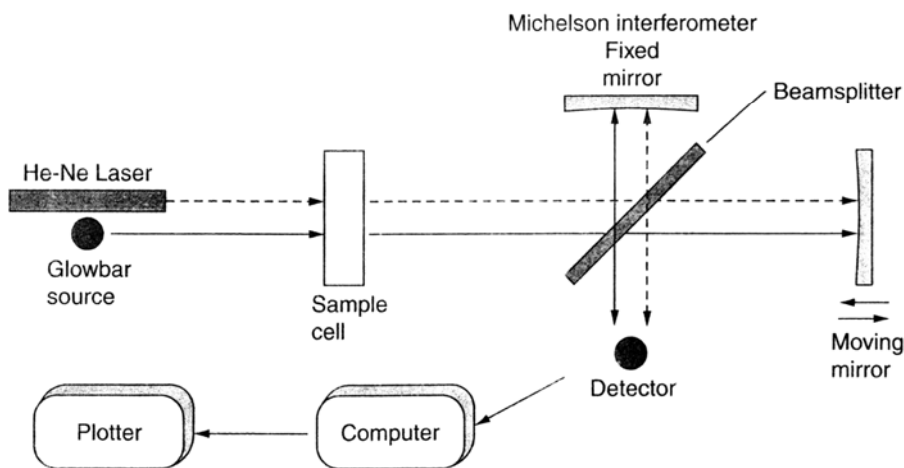 Michelson interferometer
Fixed
mirror
Beamsplitter
He-Ne Laser
Glowbar
source
Sample
cell
Moving
mirror
Detector
Plotter
Computer